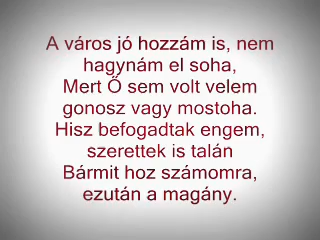 A város jó hozzám is, nem
hagynám el soha,
Mert Ő sem volt velem
gonosz vagy mostoha.
Hisz befogadtak engem,
szerettek is talán
Bármit hoz számomra,
ezután a magány.